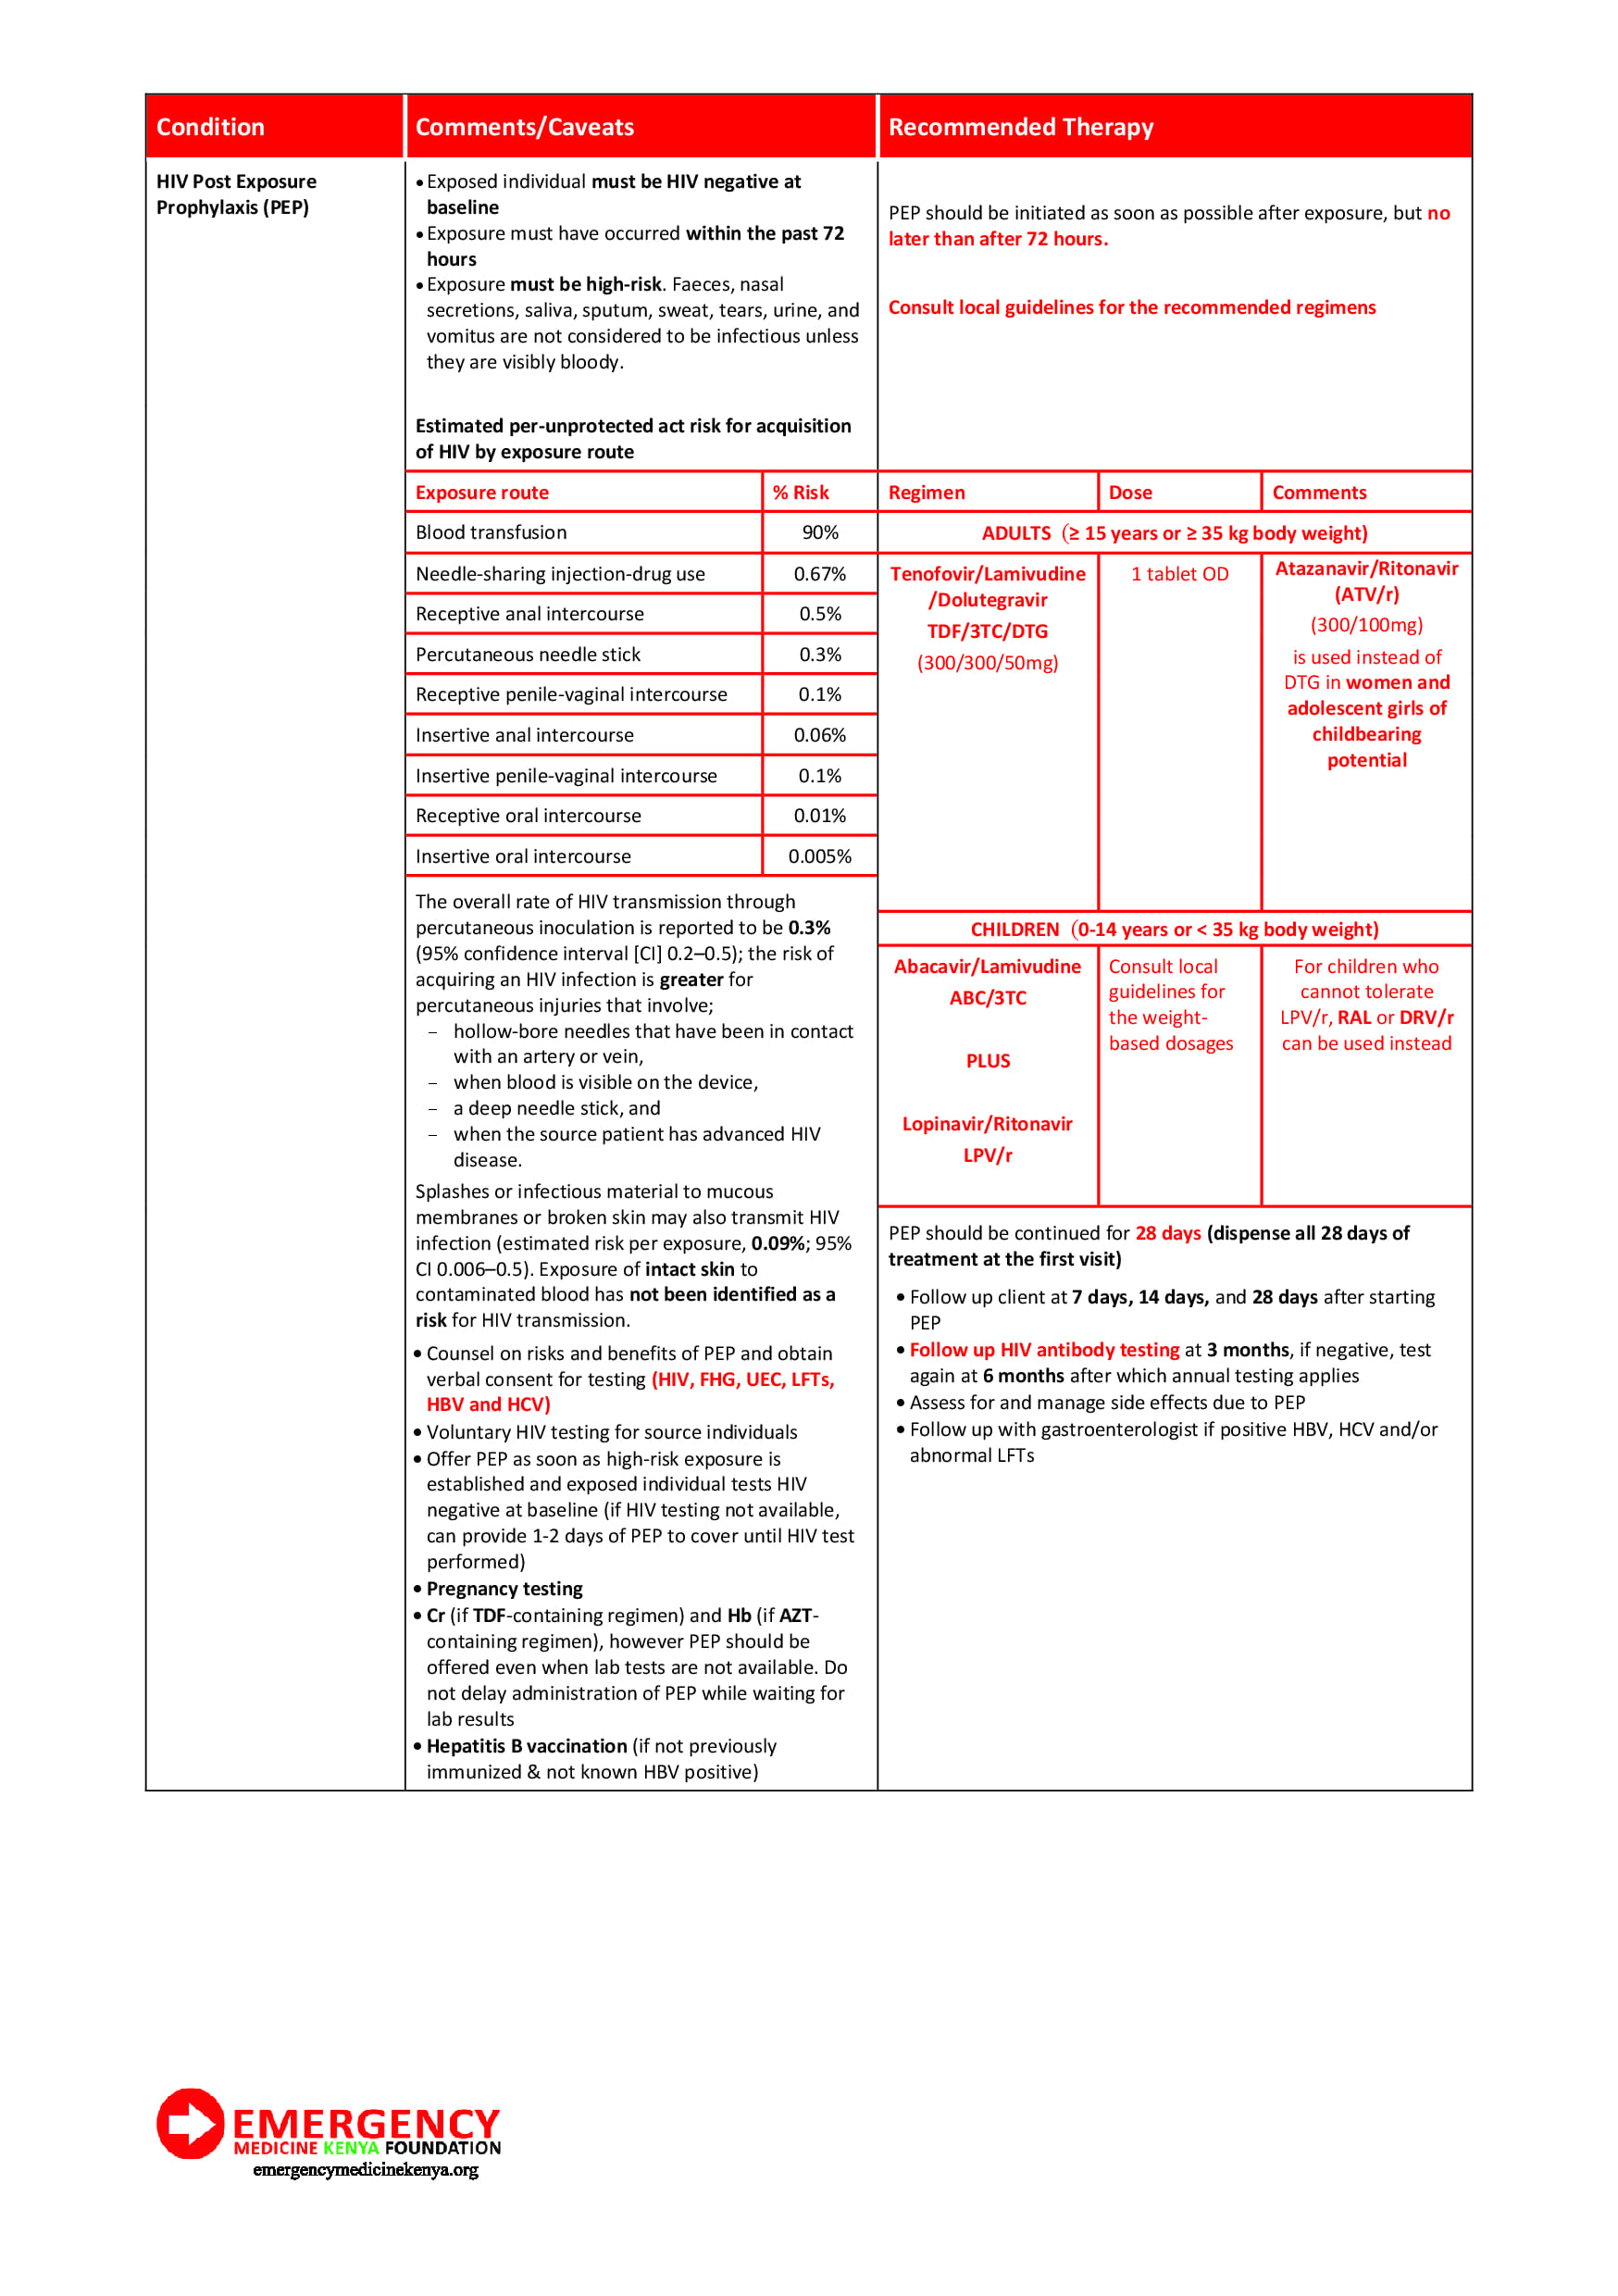 Condition
Comments/Caveats
Recommended Therapy
HIV Post Exposure
Prophylaxis (PEP)
• Exposed individual must be HIV negative at
baseline
• Exposure must have occurred within the past 72
hours
• Exposure must be high-risk. Faeces, nasal
secretions, saliva, sputum, sweat, tears, urine, and
vomitus are not considered to be infectious unless
they are visibly bloody.
Estimated per-unprotected act risk for acquisition
of HIV by exposure route
Exposure route % Risk
Blood transfusion 90%
Needle-sharing injection-drug use 0.67%
Receptive anal intercourse 0.5%
Percutaneous needle stick 0.3%
Receptive penile-vaginal intercourse 0.1%
Insertive anal intercourse 0.06%
Insertive penile-vaginal intercourse 0.1%
Receptive oral intercourse 0.01%
Insertive oral intercourse 0.005%
The overall rate of HIV transmission through
percutaneous inoculation is reported to be 0.3%
(95% confidence interval [CI] 0.2–0.5); the risk of
acquiring an HIV infection is greater for
percutaneous injuries that involve;
– hollow-bore needles that have been in contact
with an artery or vein,
– when blood is visible on the device,
– a deep needle stick, and
– when the source patient has advanced HIV
disease.
Splashes or infectious material to mucous
membranes or broken skin may also transmit HIV
infection (estimated risk per exposure, 0.09%; 95%
CI 0.006–0.5). Exposure of intact skin to
contaminated blood has not been identified as a
risk for HIV transmission.
• Counsel on risks and benefits of PEP and obtain
verbal consent for testing (HIV, FHG, UEC, LFTs,
HBV and HCV)
• Voluntary HIV testing for source individuals
• Offer PEP as soon as high-risk exposure is
established and exposed individual tests HIV
negative at baseline (if HIV testing not available,
can provide 1-2 days of PEP to cover until HIV test
performed)
• Pregnancy testing
• Cr (if TDF-containing regimen) and Hb (if AZT-
containing regimen), however PEP should be
offered even when lab tests are not available. Do
not delay administration of PEP while waiting for
lab results
• Hepatitis B vaccination (if not previously
immunized & not known HBV positive)
PEP should be initiated as soon as possible after exposure, but no
later than after 72 hours.
Consult local guidelines for the recommended regimens
Regimen Dose Comments
ADULTS (≥ 15 years or ≥ 35 kg body weight)
Tenofovir/Lamivudine
/Dolutegravir
TDF/3TC/DTG
(300/300/50mg)
1 tablet OD
Atazanavir/Ritonavir
(ATV/r)
(300/100mg)
is used instead of
DTG in women and
adolescent girls of
childbearing
potential
CHILDREN (0-14 years or < 35 kg body weight)
Abacavir/Lamivudine
ABC/3TC
PLUS
Lopinavir/Ritonavir
LPV/r
Consult local
guidelines for
the weight-
based dosages
For children who
cannot tolerate
LPV/r, RAL or DRV/r
can be used instead
PEP should be continued for 28 days (dispense all 28 days of
treatment at the first visit)
• Follow up client at 7 days, 14 days, and 28 days after starting
PEP
• Follow up HIV antibody testing at 3 months, if negative, test
again at 6 months after which annual testing applies
• Assess for and manage side effects due to PEP
• Follow up with gastroenterologist if positive HBV, HCV and/or
abnormal LFTs
EMERGENCY
MEDICINE KENYA FOUNDATION
emergencymedicinekenya.org